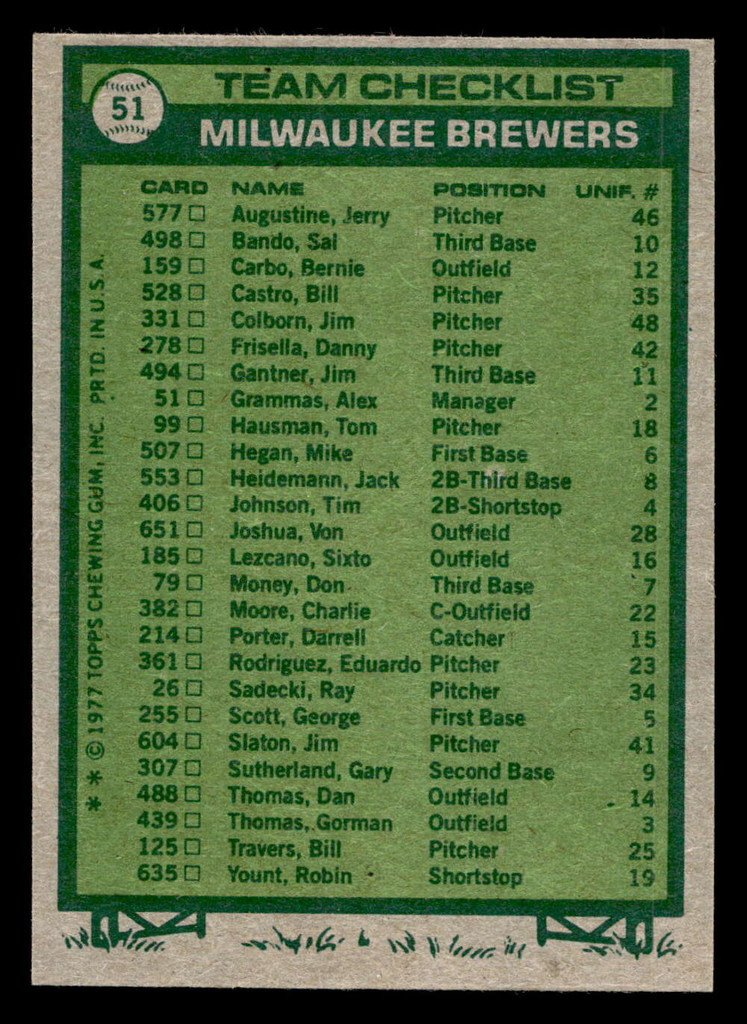 51
TEAM CHECKLIST
MILWAUKEE BREWERS
CARD NAME POSITION UNIF. #
577 Augustine, Jerry Pitcher 46
498 Bando, Sal Third Base 10
159 Carbo, Bernie Outfield 12
528 Castro, Bill Pitcher 35
331 Colborn, Jim Pitcher 48
278 Frisella, Danny Pitcher 42
494 Gantner, Jim Third Base 11
51 Grammas, Alex Manager 2
99 Hausman, Tom Pitcher 18
507 Hegan, Mike First Base 6
553 Heidemann, Jack 2B-Third Base 8
406 Johnson, Tim 2B-Shortstop 4
651 Joshua, Von Outfield 28
185 Lezcano, Sixto Outfield 16
79 Money, Don Third Base 7
382 Moore, Charlie C-Outfield 22
214 Porter, Darrell Catcher 15
361 Rodriguez, Eduardo Pitcher 23
26 Sadecki, Ray Pitcher 34
255 Scott, George First Base 5
604 Slaton, Jim Pitcher 41
307 Sutherland, Gary Second Base 9
488 Thomas, Dan Outfield 14
439 Thomas, Gorman Outfield 3
125 Travers, Bill Pitcher 25
635 Yount, Robin Shortstop 19
* * © 1977 TOPPS CHEWING GUM, INC. PRTD. IN U.S.A.